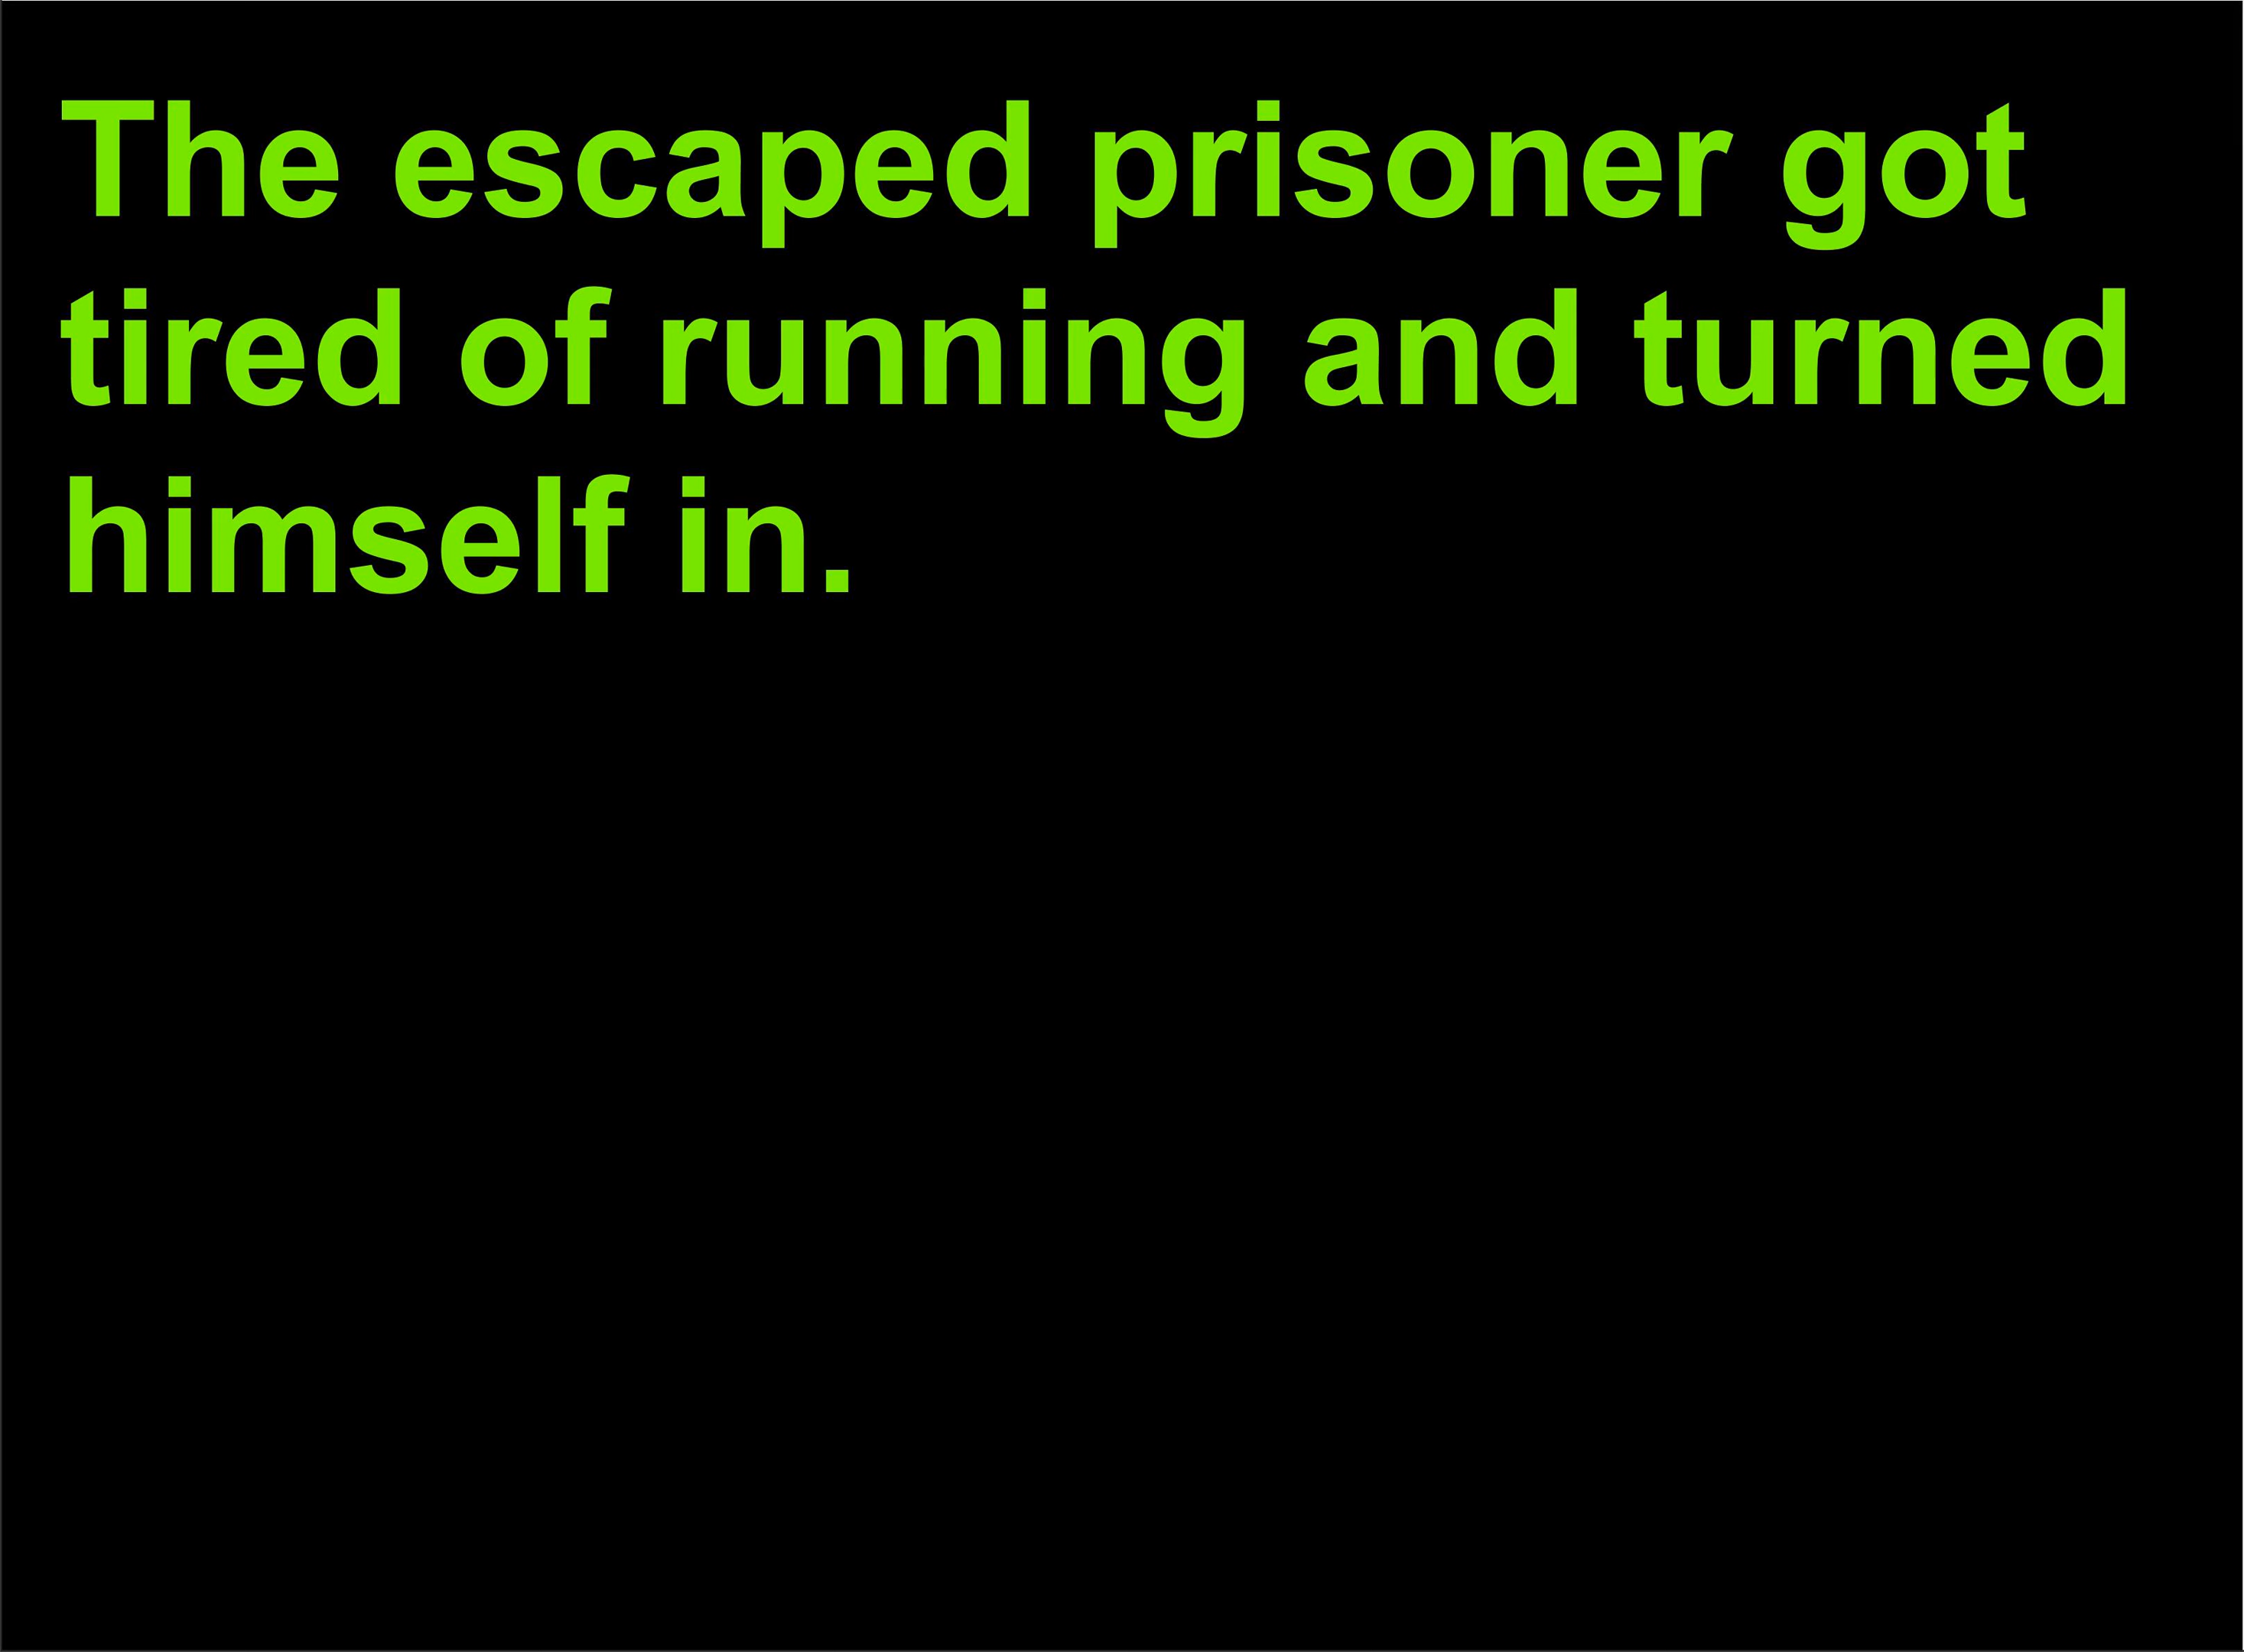 The escaped prisoner got
tired of running and turned
himself in.